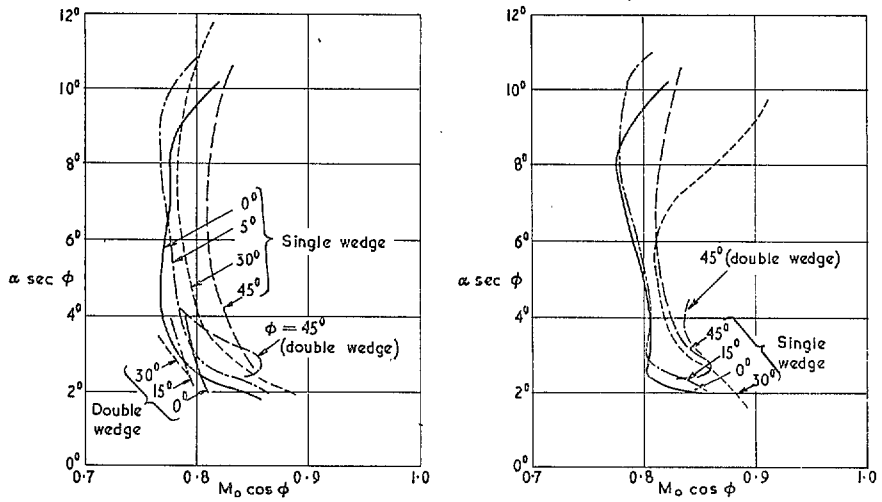 12°
10°
8°
6°
α sec φ
4°
2°
0°
0°
5°
30°
45°
Single wedge
φ = 45°
(double wedge)
30°
15°
0°
Double
wedge
0·7
0·8
0·9
1·0
M₀ cos φ
12°
10°
8°
6°
α sec φ
4°
2°
0°
45° (double wedge)
45°
15°
0°
30°
Single
wedge
0·7
0·8
0·9
1·0
M₀ cos φ